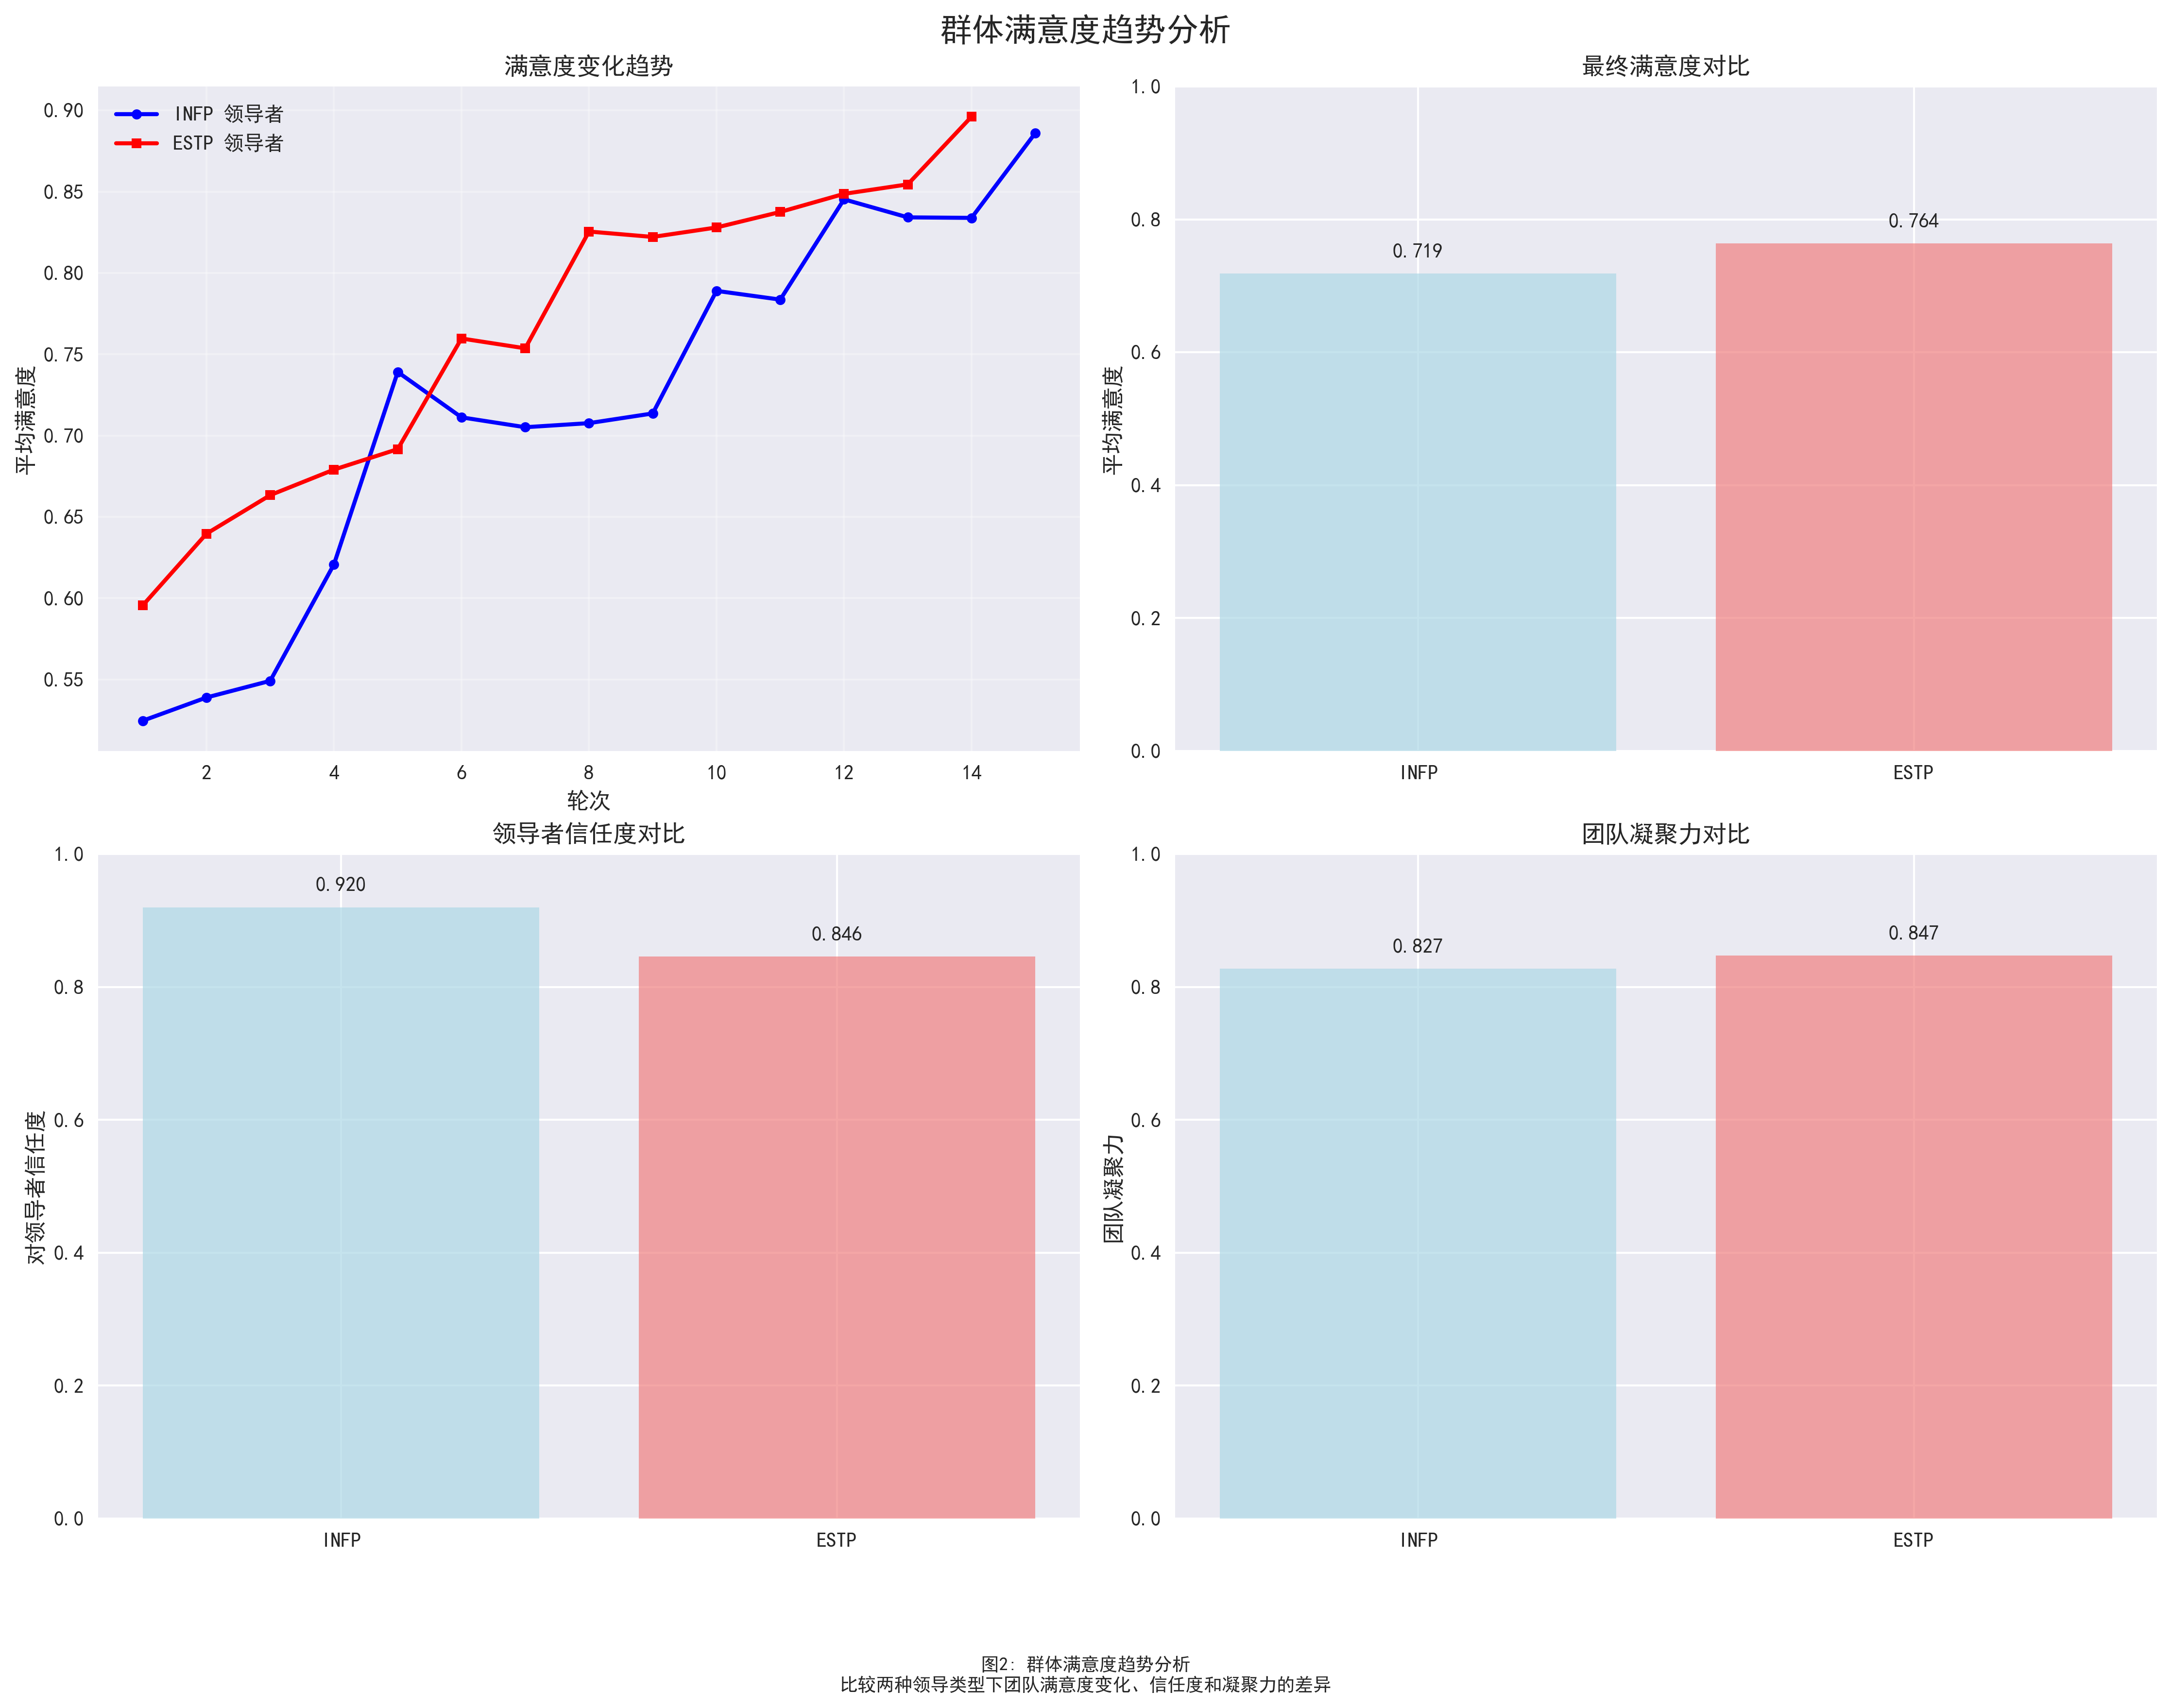 群体满意度趋势分析
满意度变化趋势
INFP 领导者
ESTP 领导者
平均满意度
0.90
0.85
0.80
0.75
0.70
0.65
0.60
0.55
2
4
6
8
10
12
14
轮次
最终满意度对比
平均满意度
1.0
0.8
0.6
0.4
0.2
0.0
0.719
0.764
INFP
ESTP
领导者信任度对比
对领导者信任度
1.0
0.8
0.6
0.4
0.2
0.0
0.920
0.846
INFP
ESTP
团队凝聚力对比
团队凝聚力
1.0
0.8
0.6
0.4
0.2
0.0
0.827
0.847
INFP
ESTP
图2: 群体满意度趋势分析
比较两种领导类型下团队满意度变化、信任度和凝聚力的差异